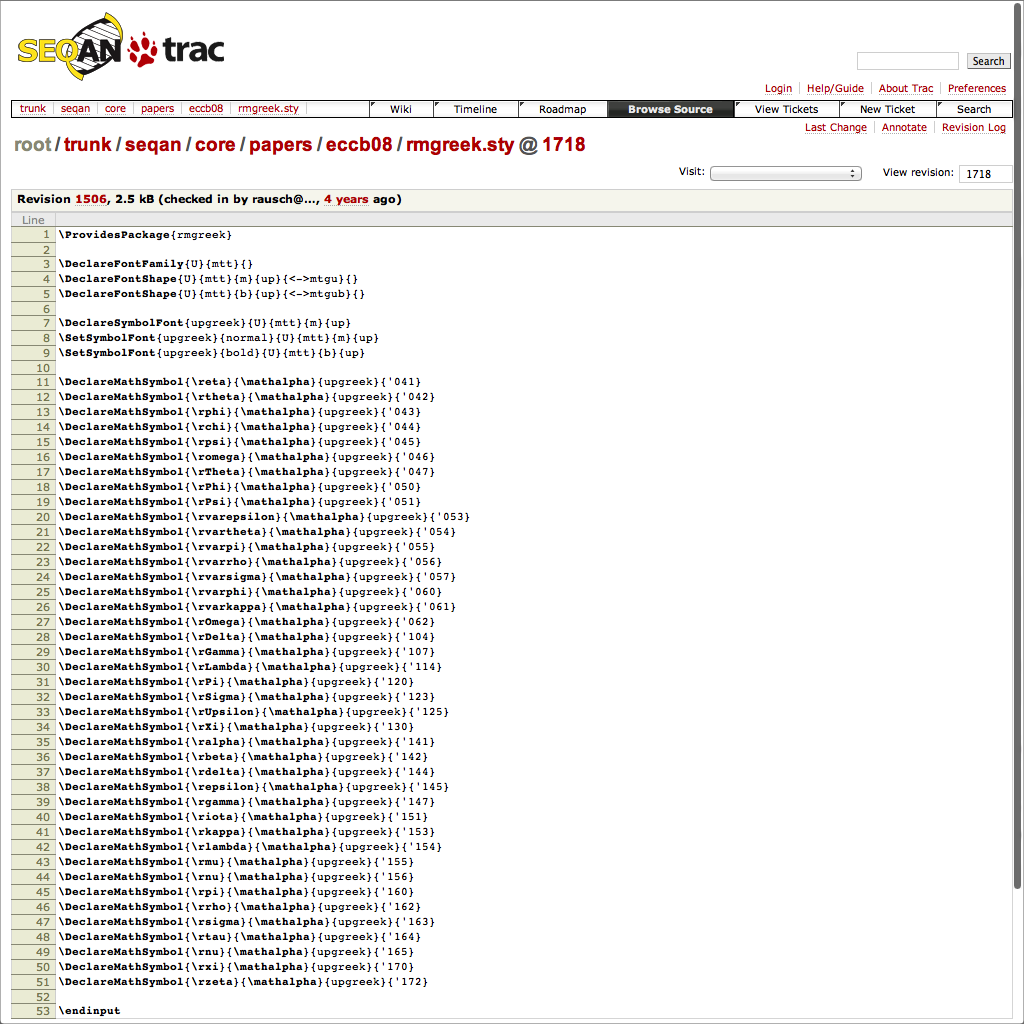 SEQAN trac
Search
Login Help/Guide About Trac Preferences
trunk seqan core papers eccb08 rmgreek.sty Wiki Timeline Roadmap Browse Source View Tickets New Ticket Search
Last Change Annotate Revision Log
root/trunk/seqan/core/papers/eccb08/rmgreek.sty @ 1718
Visit: View revision: 1718
Revision 1506, 2.5 kB (checked in by rausch@…, 4 years ago)
Line
1 \ProvidesPackage{rmgreek}
2
3 \DeclareFontFamily{U}{mtt}{}
4 \DeclareFontShape{U}{mtt}{m}{up}{<->mtgu}{}
5 \DeclareFontShape{U}{mtt}{b}{up}{<->mtgub}{}
6
7 \DeclareSymbolFont{upgreek}{U}{mtt}{m}{up}
8 \SetSymbolFont{upgreek}{normal}{U}{mtt}{m}{up}
9 \SetSymbolFont{upgreek}{bold}{U}{mtt}{b}{up}
10
11 \DeclareMathSymbol{\reta}{\mathalpha}{upgreek}{'041}
12 \DeclareMathSymbol{\rtheta}{\mathalpha}{upgreek}{'042}
13 \DeclareMathSymbol{\rphi}{\mathalpha}{upgreek}{'043}
14 \DeclareMathSymbol{\rchi}{\mathalpha}{upgreek}{'044}
15 \DeclareMathSymbol{\rpsi}{\mathalpha}{upgreek}{'045}
16 \DeclareMathSymbol{\romega}{\mathalpha}{upgreek}{'046}
17 \DeclareMathSymbol{\rTheta}{\mathalpha}{upgreek}{'047}
18 \DeclareMathSymbol{\rPhi}{\mathalpha}{upgreek}{'050}
19 \DeclareMathSymbol{\rPsi}{\mathalpha}{upgreek}{'051}
20 \DeclareMathSymbol{\rvarepsilon}{\mathalpha}{upgreek}{'053}
21 \DeclareMathSymbol{\rvartheta}{\mathalpha}{upgreek}{'054}
22 \DeclareMathSymbol{\rvarpi}{\mathalpha}{upgreek}{'055}
23 \DeclareMathSymbol{\rvarrho}{\mathalpha}{upgreek}{'056}
24 \DeclareMathSymbol{\rvarsigma}{\mathalpha}{upgreek}{'057}
25 \DeclareMathSymbol{\rvarphi}{\mathalpha}{upgreek}{'060}
26 \DeclareMathSymbol{\rvarkappa}{\mathalpha}{upgreek}{'061}
27 \DeclareMathSymbol{\rOmega}{\mathalpha}{upgreek}{'062}
28 \DeclareMathSymbol{\rDelta}{\mathalpha}{upgreek}{'104}
29 \DeclareMathSymbol{\rGamma}{\mathalpha}{upgreek}{'107}
30 \DeclareMathSymbol{\rLambda}{\mathalpha}{upgreek}{'114}
31 \DeclareMathSymbol{\rPi}{\mathalpha}{upgreek}{'120}
32 \DeclareMathSymbol{\rSigma}{\mathalpha}{upgreek}{'123}
33 \DeclareMathSymbol{\rUpsilon}{\mathalpha}{upgreek}{'125}
34 \DeclareMathSymbol{\rXi}{\mathalpha}{upgreek}{'130}
35 \DeclareMathSymbol{\ralpha}{\mathalpha}{upgreek}{'141}
36 \DeclareMathSymbol{\rbeta}{\mathalpha}{upgreek}{'142}
37 \DeclareMathSymbol{\rdelta}{\mathalpha}{upgreek}{'144}
38 \DeclareMathSymbol{\repsilon}{\mathalpha}{upgreek}{'145}
39 \DeclareMathSymbol{\rgamma}{\mathalpha}{upgreek}{'147}
40 \DeclareMathSymbol{\riota}{\mathalpha}{upgreek}{'151}
41 \DeclareMathSymbol{\rkappa}{\mathalpha}{upgreek}{'153}
42 \DeclareMathSymbol{\rlambda}{\mathalpha}{upgreek}{'154}
43 \DeclareMathSymbol{\rmu}{\mathalpha}{upgreek}{'155}
44 \DeclareMathSymbol{\rnu}{\mathalpha}{upgreek}{'156}
45 \DeclareMathSymbol{\rpi}{\mathalpha}{upgreek}{'160}
46 \DeclareMathSymbol{\rrho}{\mathalpha}{upgreek}{'162}
47 \DeclareMathSymbol{\rsigma}{\mathalpha}{upgreek}{'163}
48 \DeclareMathSymbol{\rtau}{\mathalpha}{upgreek}{'164}
49 \DeclareMathSymbol{\rnu}{\mathalpha}{upgreek}{'165}
50 \DeclareMathSymbol{\rxi}{\mathalpha}{upgreek}{'170}
51 \DeclareMathSymbol{\rzeta}{\mathalpha}{upgreek}{'172}
52
53 \endinput